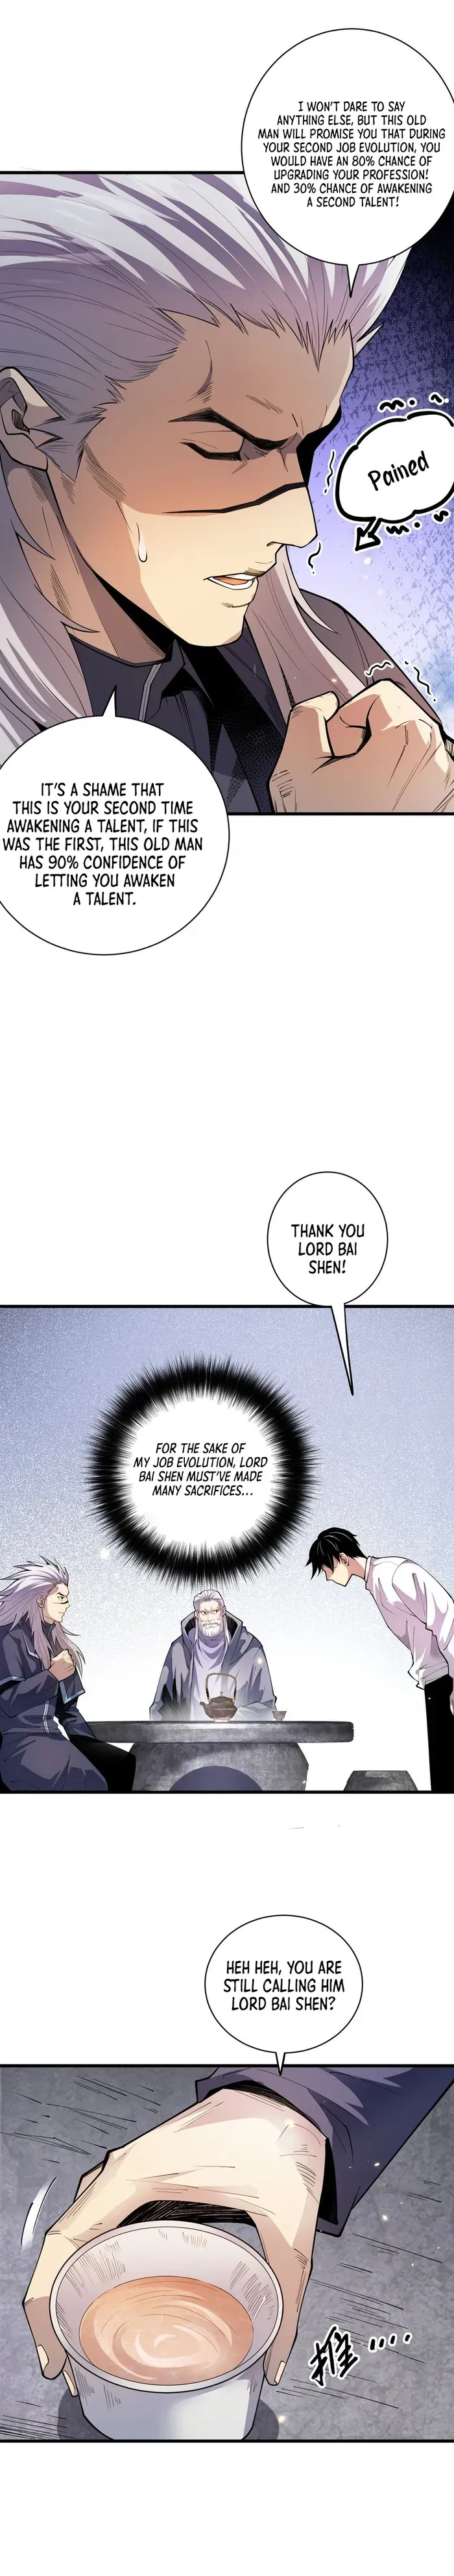 I WON'T DARE TO SAY
ANYTHING ELSE, BUT THIS OLD
MAN WILL PROMISE YOU THAT DURING
YOUR SECOND JOB EVOLUTION, YOU
WOULD HAVE AN 80% CHANCE OF
UPGRADING YOUR PROFESSION!
AND 30% CHANCE OF AWAKENING
A SECOND TALENT!
Pained
IT'S A SHAME THAT
THIS IS YOUR SECOND TIME
AWAKENING A TALENT, IF THIS
WAS THE FIRST, THIS OLD MAN
HAS 90% CONFIDENCE OF
LETTING YOU AWAKEN
A TALENT.
THANK YOU
LORD BAI
SHEN!
FOR THE SAKE OF
MY JOB EVOLUTION, LORD
BAI SHEN MUST'VE MADE
MANY SACRIFICES...
HEH HEH, YOU ARE
STILL CALLING HIM
LORD BAI SHEN?
推....